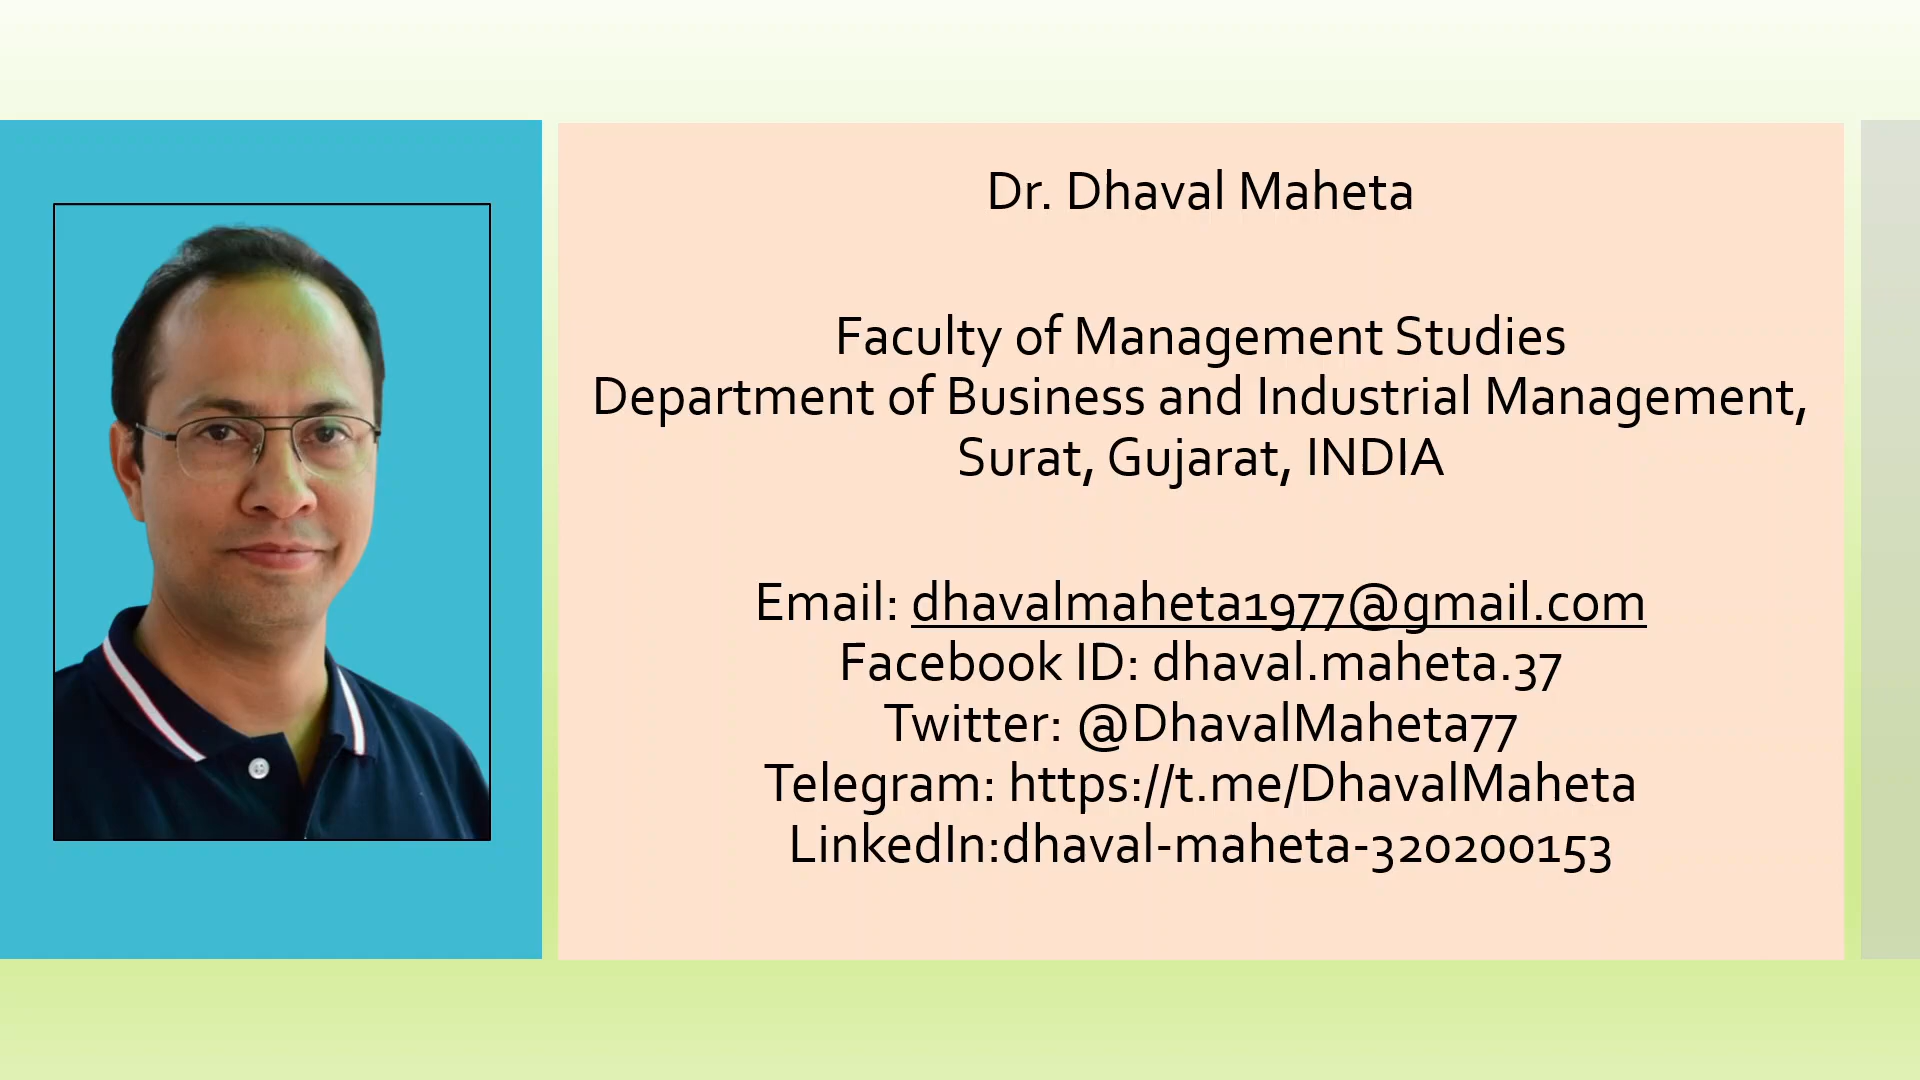 Dr. Dhaval Maheta
Faculty of Management Studies
Department of Business and Industrial Management,
Surat, Gujarat, INDIA
Email: dhavalmaheta1977@gmail.com
Facebook ID: dhaval.maheta.37
Twitter: @DhavalMaheta77
Telegram: https://t.me/DhavalMaheta
LinkedIn:dhaval-maheta-320200153